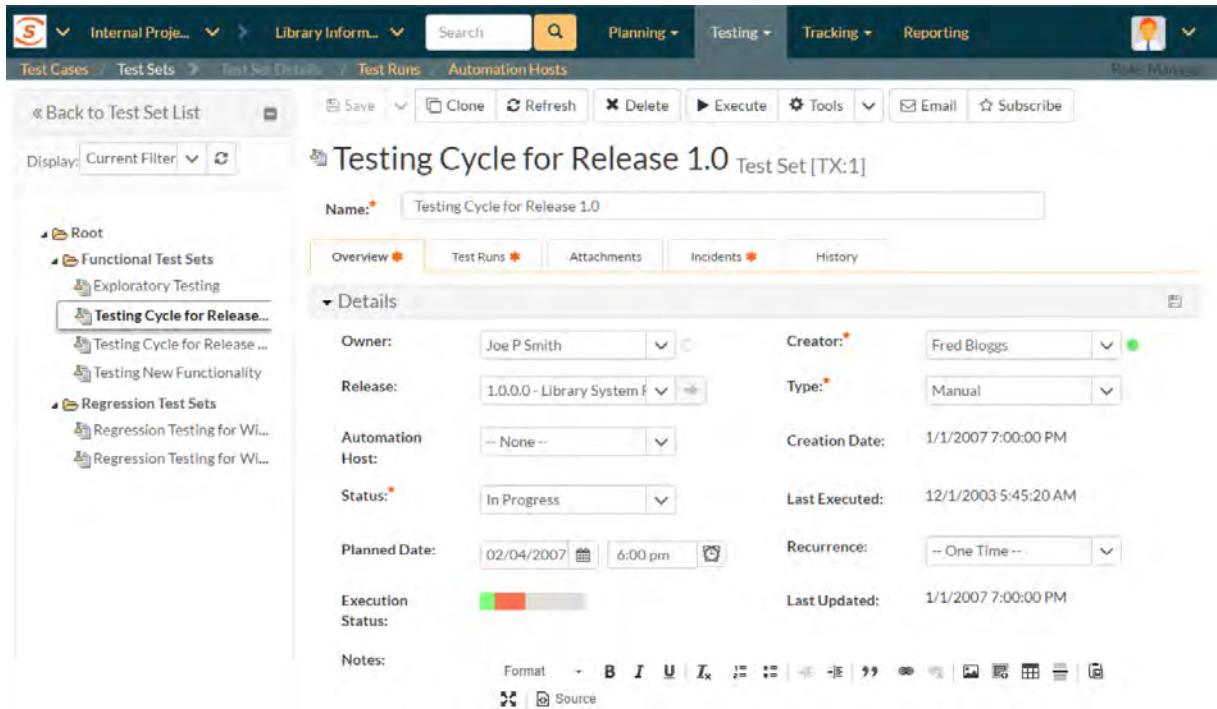 S Internal Proje... > Library Inform... Search Planning Testing Tracking Reporting
Test Cases / Test Sets > Test Set Details / Test Runs / Automation Hosts Role: Manager
« Back to Test Set List
Save Clone Refresh Delete Execute Tools Email Subscribe
Display: Current Filter
Testing Cycle for Release 1.0 Test Set [TX:1]
Name:* Testing Cycle for Release 1.0
Root
Functional Test Sets
Exploratory Testing
Testing Cycle for Release...
Testing Cycle for Release ...
Testing New Functionality
Regression Test Sets
Regression Testing for Wi...
Regression Testing for Wi...
Overview Test Runs Attachments Incidents History
Details
Owner: Joe P Smith Creator:* Fred Bloggs
Release: 1.0.0.0 - Library System Type:* Manual
Automation Host: -- None -- Creation Date: 1/1/2007 7:00:00 PM
Status:* In Progress Last Executed: 12/1/2003 5:45:20 AM
Planned Date: 02/04/2007 6:00 pm Recurrence: -- One Time --
Execution Status: Last Updated: 1/1/2007 7:00:00 PM
Notes: Format B I U Ix
Source